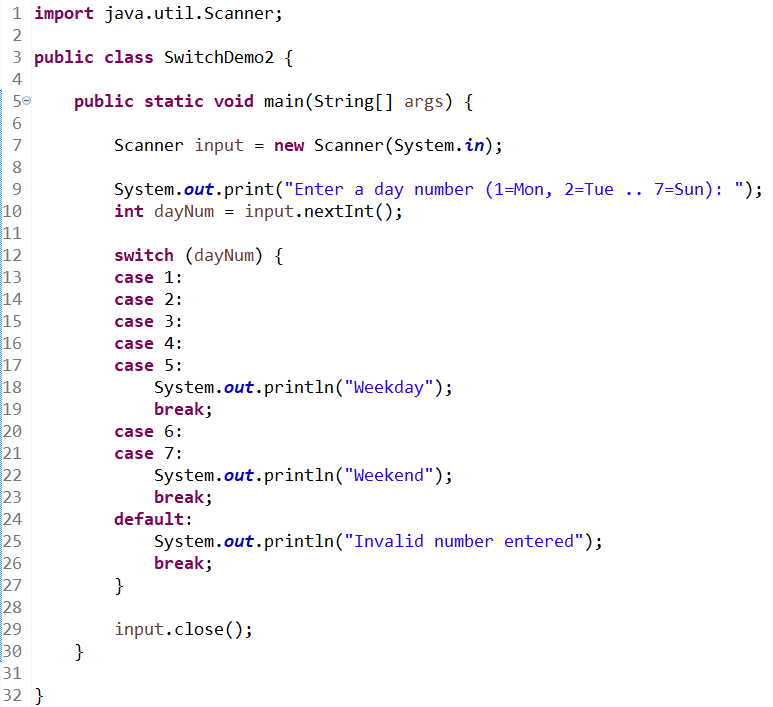 1 import java.util.Scanner;
2
3 public class SwitchDemo2 {
4
5 public static void main(String[] args) {
6
7 Scanner input = new Scanner(System.in);
8
9 System.out.print("Enter a day number (1=Mon, 2=Tue .. 7=Sun): ");
10 int dayNum = input.nextInt();
11
12 switch (dayNum) {
13 case 1:
14 case 2:
15 case 3:
16 case 4:
17 case 5:
18 System.out.println("Weekday");
19 break;
20 case 6:
21 case 7:
22 System.out.println("Weekend");
23 break;
24 default:
25 System.out.println("Invalid number entered");
26 break;
27 }
28
29 input.close();
30 }
31
32 }